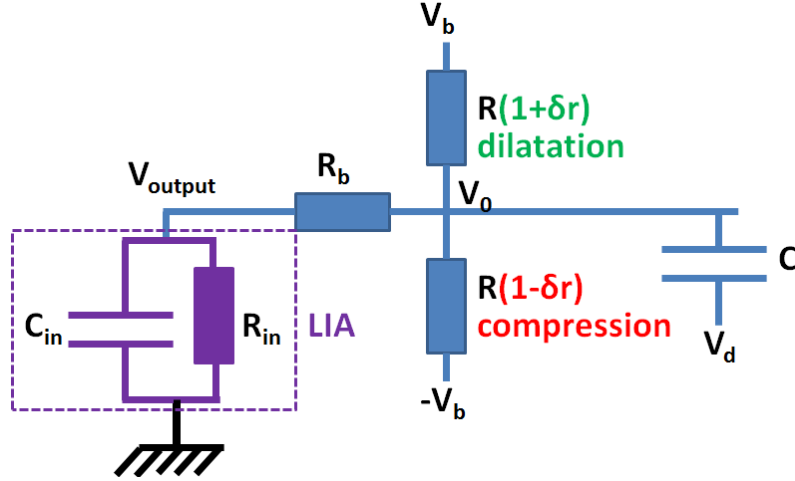 V_b
R(1+δr)
dilatation
R_b
V_output
V_0
C
R(1-δr)
compression
C_in
R_in
LIA
V_d
-V_b